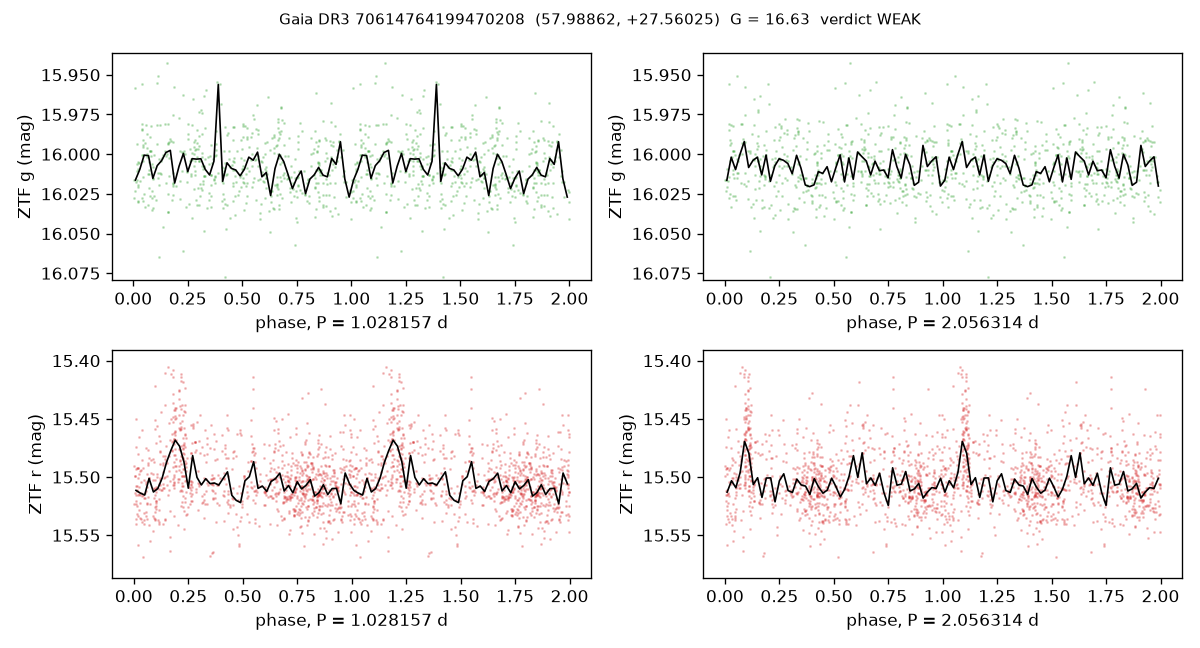 Gaia DR3 70614764199470208  (57.98862, +27.56025)  G = 16.63  verdict WEAK
ZTF g (mag)
15.950
15.975
16.000
16.025
16.050
16.075
0.00 0.25 0.50 0.75 1.00 1.25 1.50 1.75 2.00
phase, P = 1.028157 d
ZTF g (mag)
15.950
15.975
16.000
16.025
16.050
16.075
0.00 0.25 0.50 0.75 1.00 1.25 1.50 1.75 2.00
phase, P = 2.056314 d
ZTF r (mag)
15.40
15.45
15.50
15.55
0.00 0.25 0.50 0.75 1.00 1.25 1.50 1.75 2.00
phase, P = 1.028157 d
ZTF r (mag)
15.40
15.45
15.50
15.55
0.00 0.25 0.50 0.75 1.00 1.25 1.50 1.75 2.00
phase, P = 2.056314 d